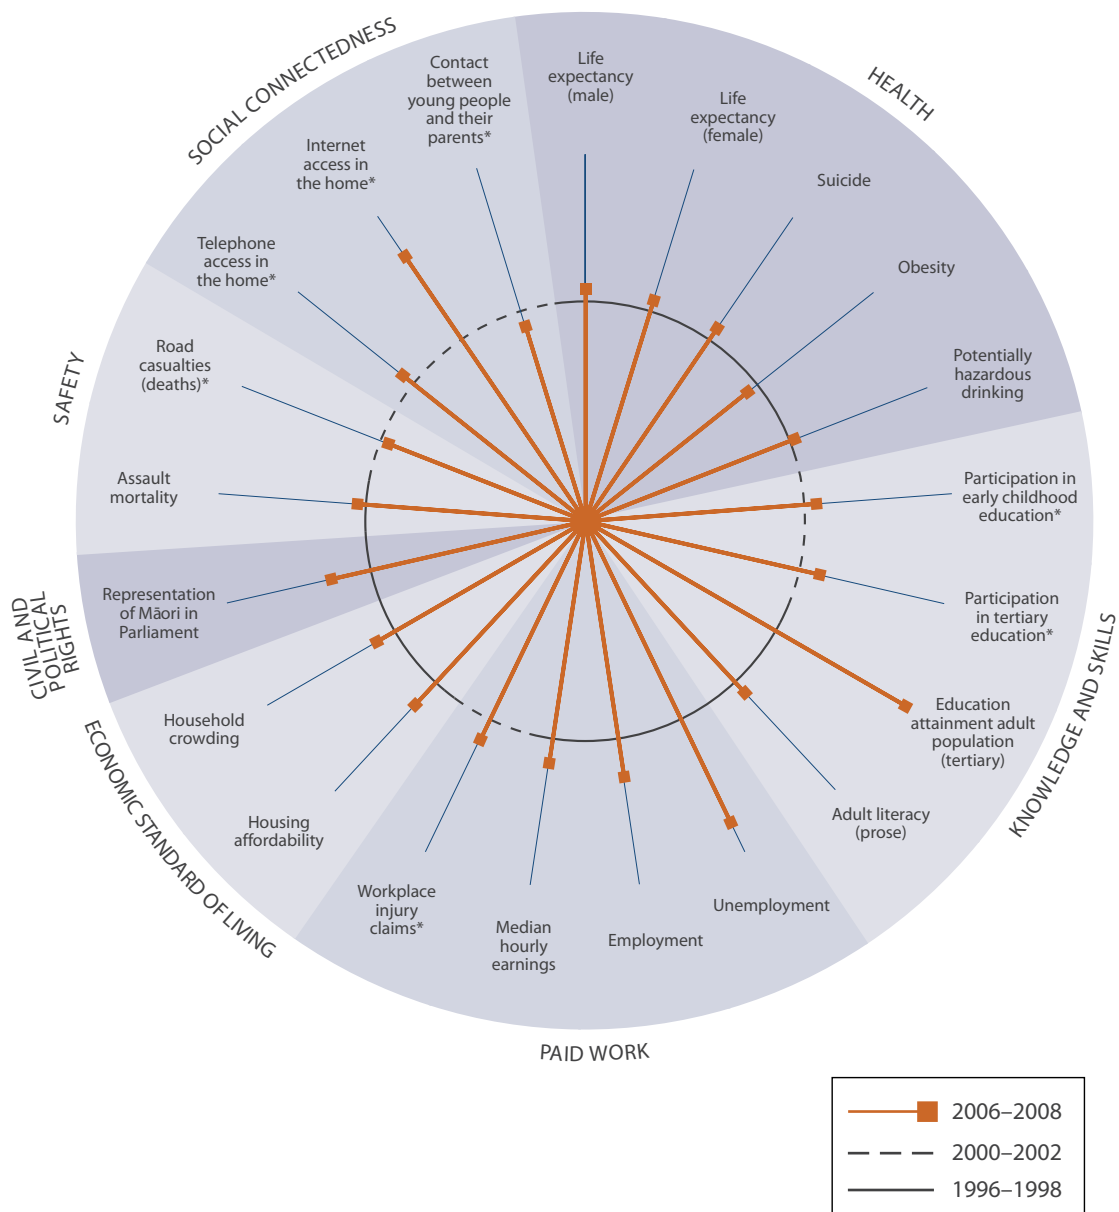 SOCIAL CONNECTEDNESS
Contact
between
young people
and their
parents*
Internet
access in
the home*
Telephone
access in
the home*
HEALTH
Life
expectancy
(male)
Life
expectancy
(female)
Suicide
Obesity
Potentially
hazardous
drinking
SAFETY
Road
casualties
(deaths)*
Assault
mortality
CIVIL AND
POLITICAL
RIGHTS
Representation
of Māori in
Parliament
KNOWLEDGE AND SKILLS
Participation in
early childhood
education*
Participation
in tertiary
education*
Education
attainment adult
population
(tertiary)
Adult literacy
(prose)
ECONOMIC STANDARD OF LIVING
Household
crowding
Housing
affordability
PAID WORK
Workplace
injury
claims*
Median
hourly
earnings
Employment
Unemployment
2006–2008
2000–2002
1996–1998